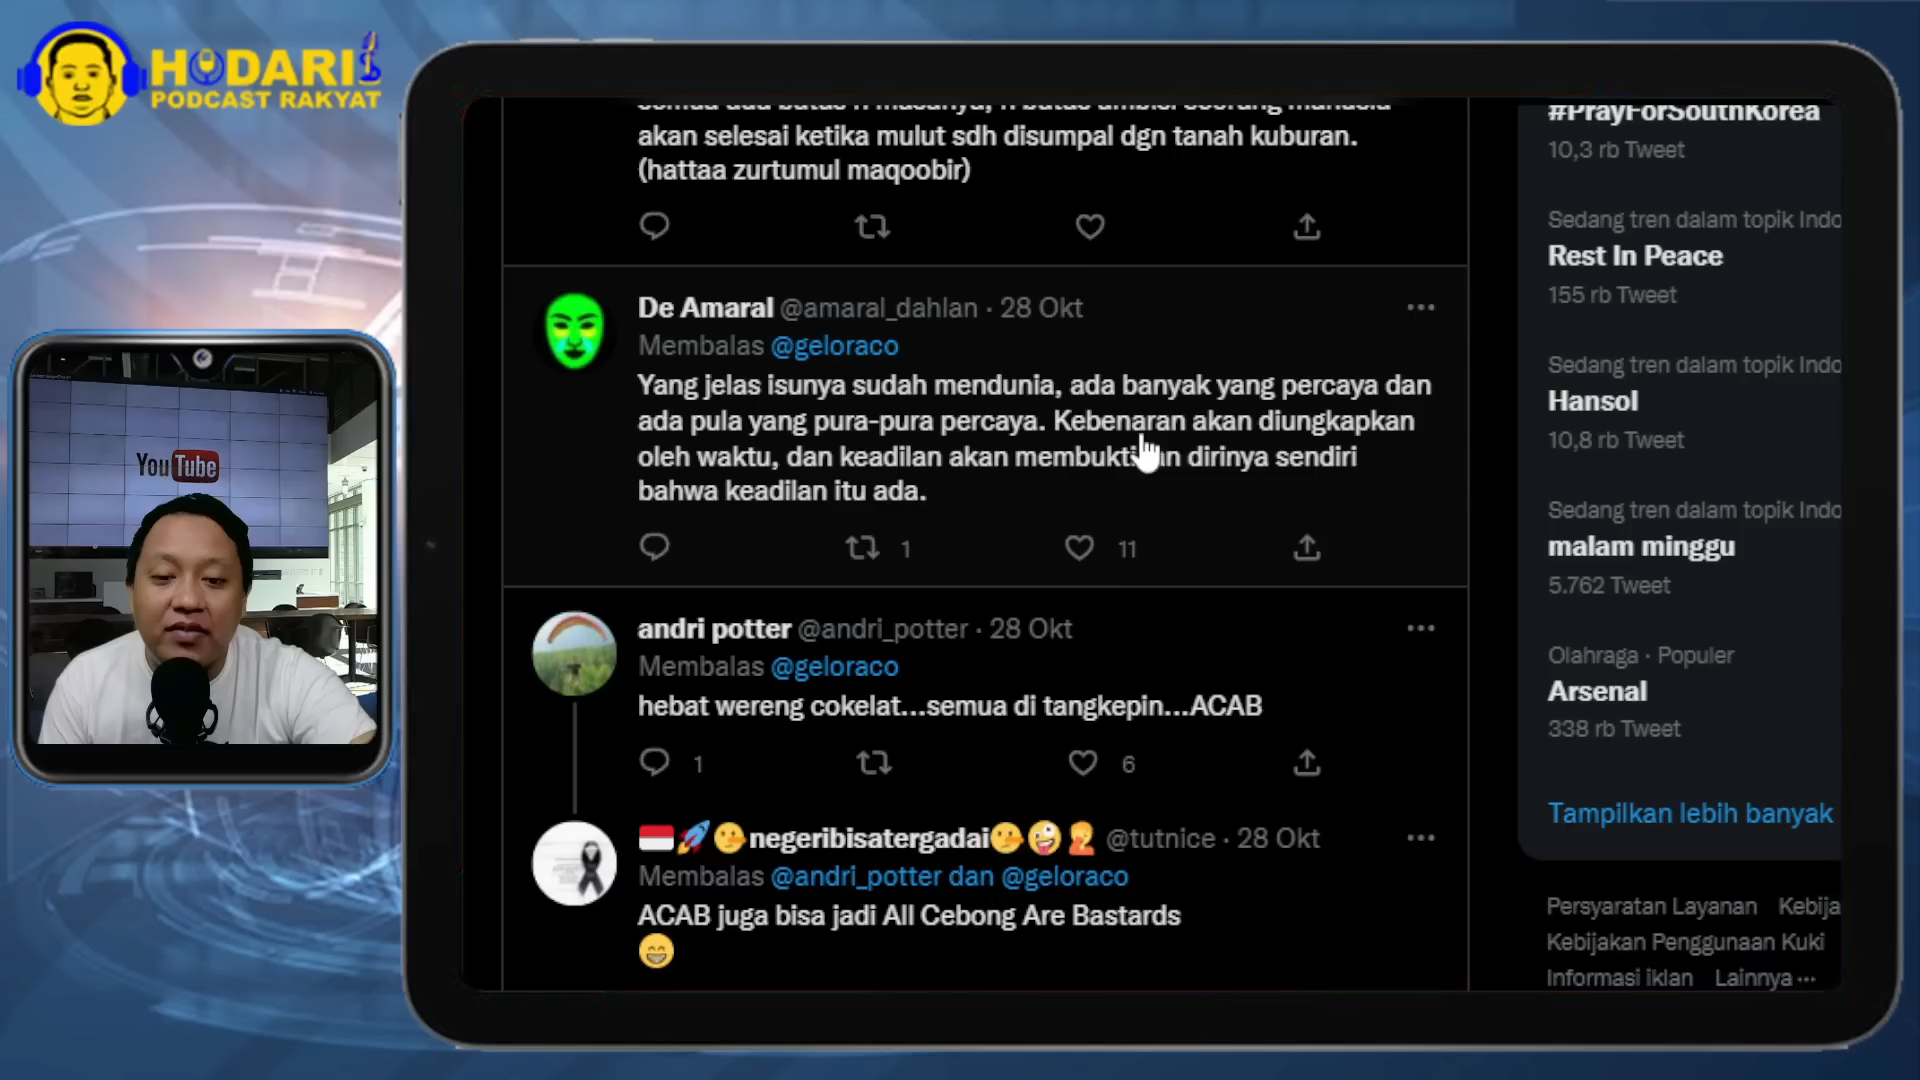 HODARI
PODCAST RAKYAT
YouTube
akan selesai ketika mulut sdh disumpal dgn tanah kuburan.
(hattaa zurtumul maqoobir)
De Amaral @amaral_dahlan · 28 Okt
Membalas @geloraco
Yang jelas isunya sudah mendunia, ada banyak yang percaya dan
ada pula yang pura-pura percaya. Kebenaran akan diungkapkan
oleh waktu, dan keadilan akan membuktikan dirinya sendiri
bahwa keadilan itu ada.
1
11
andri potter @andri_potter · 28 Okt
Membalas @geloraco
hebat wereng cokelat...semua di tangkepin...ACAB
1
6
🇮🇩🚀🫡negeribisatergadai🫡🤪🤦 @tutnice · 28 Okt
Membalas @andri_potter dan @geloraco
ACAB juga bisa jadi All Cebong Are Bastards
😁
#PrayForSouthKorea
10,3 rb Tweet
Sedang tren dalam topik Indo
Rest In Peace
155 rb Tweet
Sedang tren dalam topik Indo
Hansol
10,8 rb Tweet
Sedang tren dalam topik Indo
malam minggu
5.762 Tweet
Olahraga · Populer
Arsenal
338 rb Tweet
Tampilkan lebih banyak
Persyaratan Layanan Kebija
Kebijakan Penggunaan Kuki
Informasi iklan Lainnya ···